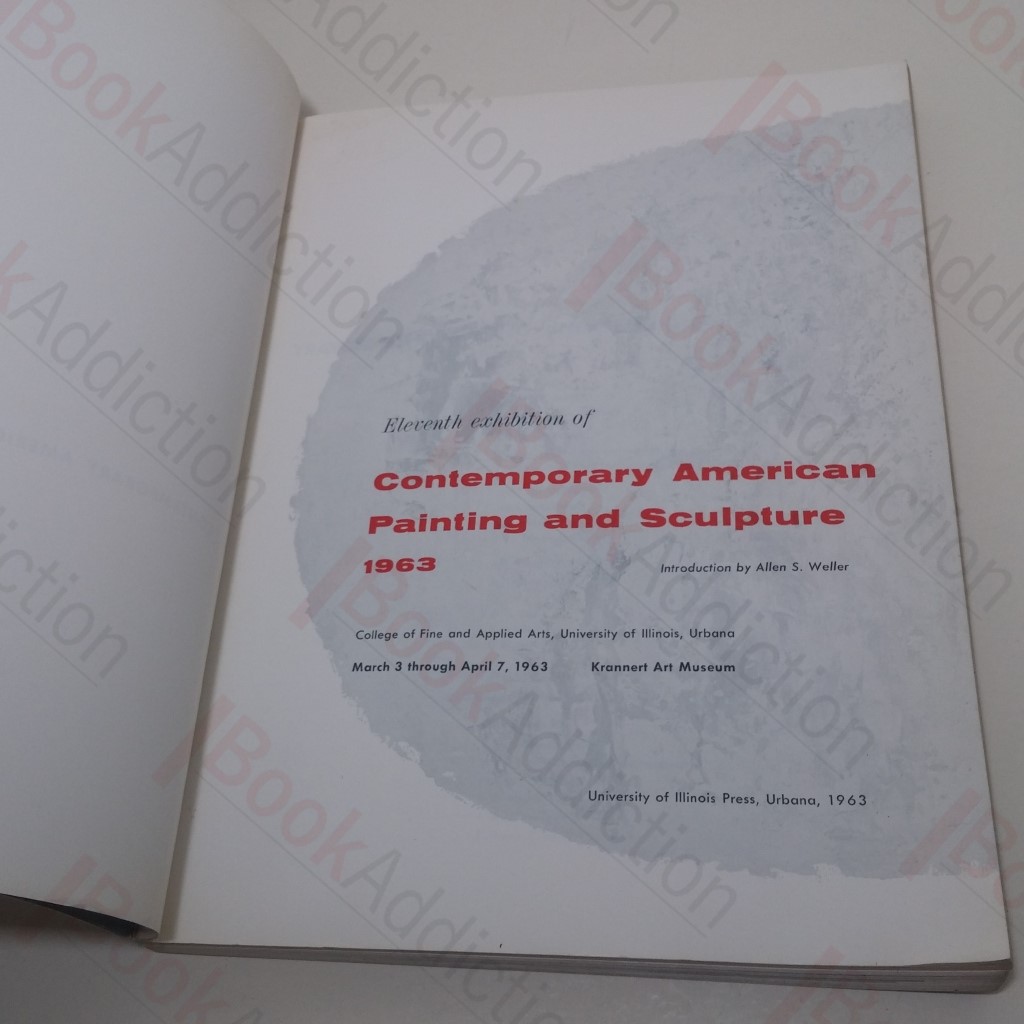 Eleventh exhibition of
Contemporary American
Painting and Sculpture
1963
Introduction by Allen S. Weller
College of Fine and Applied Arts, University of Illinois, Urbana
March 3 through April 7, 1963 Krannert Art Museum
University of Illinois Press, Urbana, 1963
BookAddiction